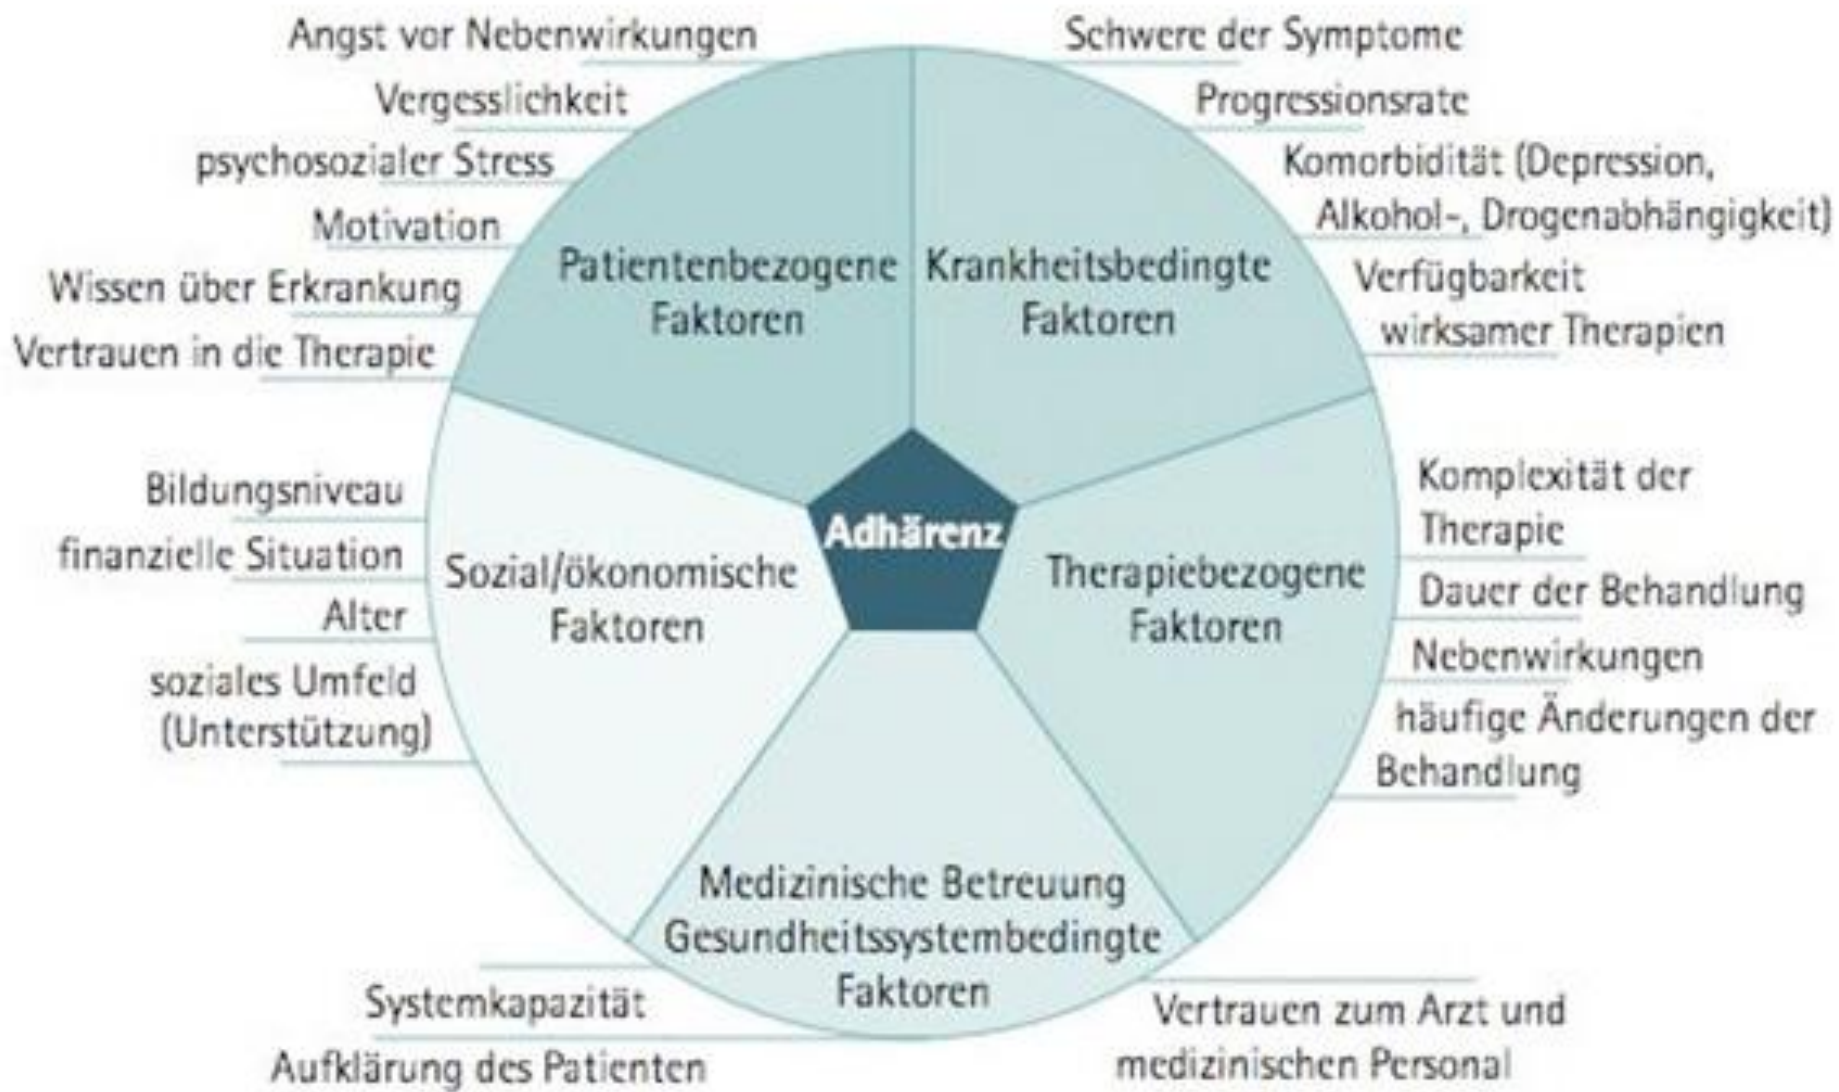 Angst vor Nebenwirkungen
Vergesslichkeit
psychosozialer Stress
Motivation
Wissen über Erkrankung
Vertrauen in die Therapie
Patientenbezogene
Faktoren
Schwere der Symptome
Progressionsrate
Komorbidität (Depression,
Alkohol-, Drogenabhängigkeit)
Verfügbarkeit
wirksamer Therapien
Krankheitsbedingte
Faktoren
Adhärenz
Bildungsniveau
finanzielle Situation
Alter
soziales Umfeld
(Unterstützung)
Sozial/ökonomische
Faktoren
Therapiebezogene
Faktoren
Komplexität der
Therapie
Dauer der Behandlung
Nebenwirkungen
häufige Änderungen der
Behandlung
Medizinische Betreuung
Gesundheitssystembedingte
Faktoren
Systemkapazität
Aufklärung des Patienten
Vertrauen zum Arzt und
medizinischen Personal